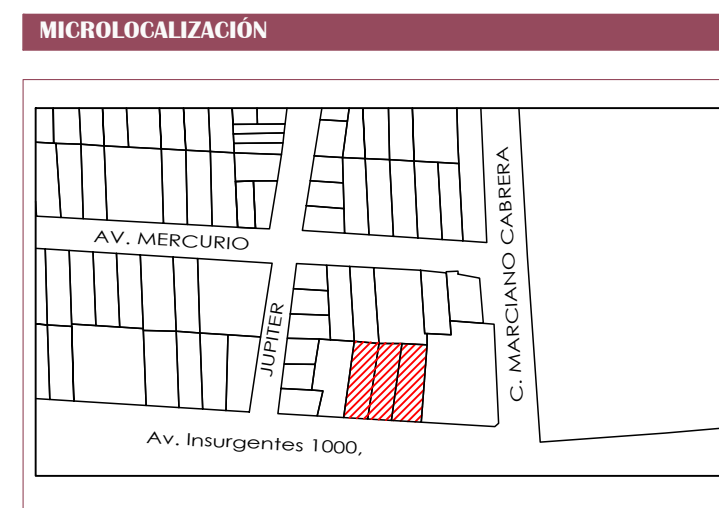 MICROLOCALIZACIÓN
C. MARCIANO CABRERA
AV. MERCURIO
JUPITER
Av. Insurgentes 1000,